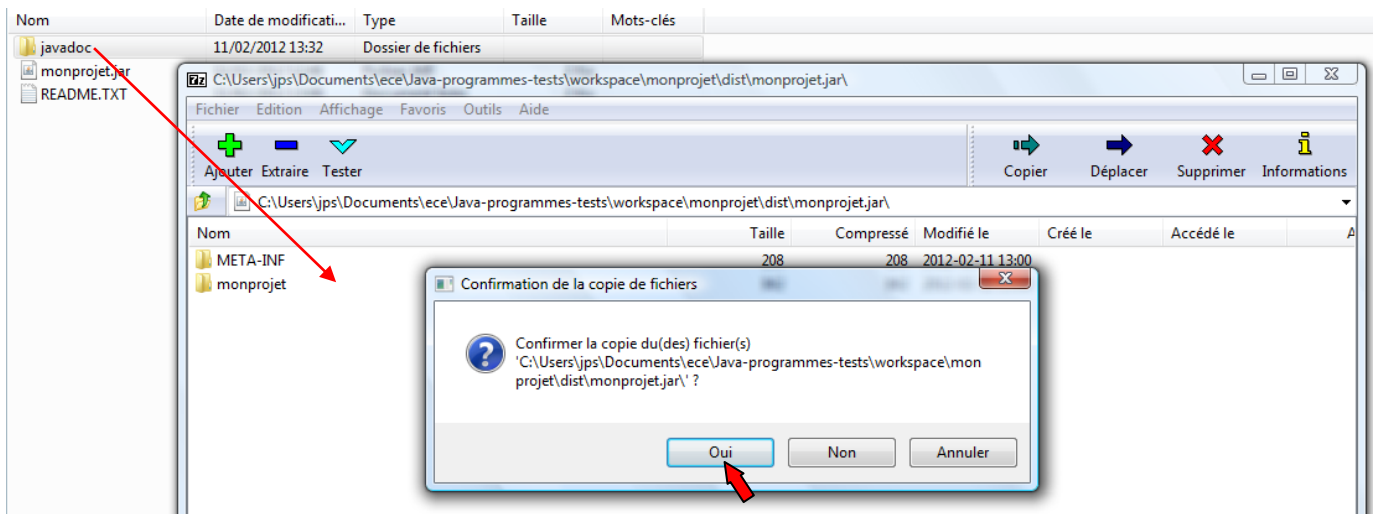 Nom Date de modificati... Type Taille Mots-clés
javadoc 11/02/2012 13:32 Dossier de fichiers
monprojet.jar
README.TXT
7z C:\Users\jps\Documents\ece\Java-programmes-tests\workspace\monprojet\dist\monprojet.jar\
Fichier Edition Affichage Favoris Outils Aide
Ajouter Extraire Tester Copier Déplacer Supprimer Informations
C:\Users\jps\Documents\ece\Java-programmes-tests\workspace\monprojet\dist\monprojet.jar\
Nom Taille Compressé Modifié le Créé le Accédé le A
META-INF 208 208 2012-02-11 13:00
monprojet
Confirmation de la copie de fichiers
Confirmer la copie du(des) fichier(s)
'C:\Users\jps\Documents\ece\Java-programmes-tests\workspace\mon
projet\dist\monprojet.jar\' ?
Oui Non Annuler